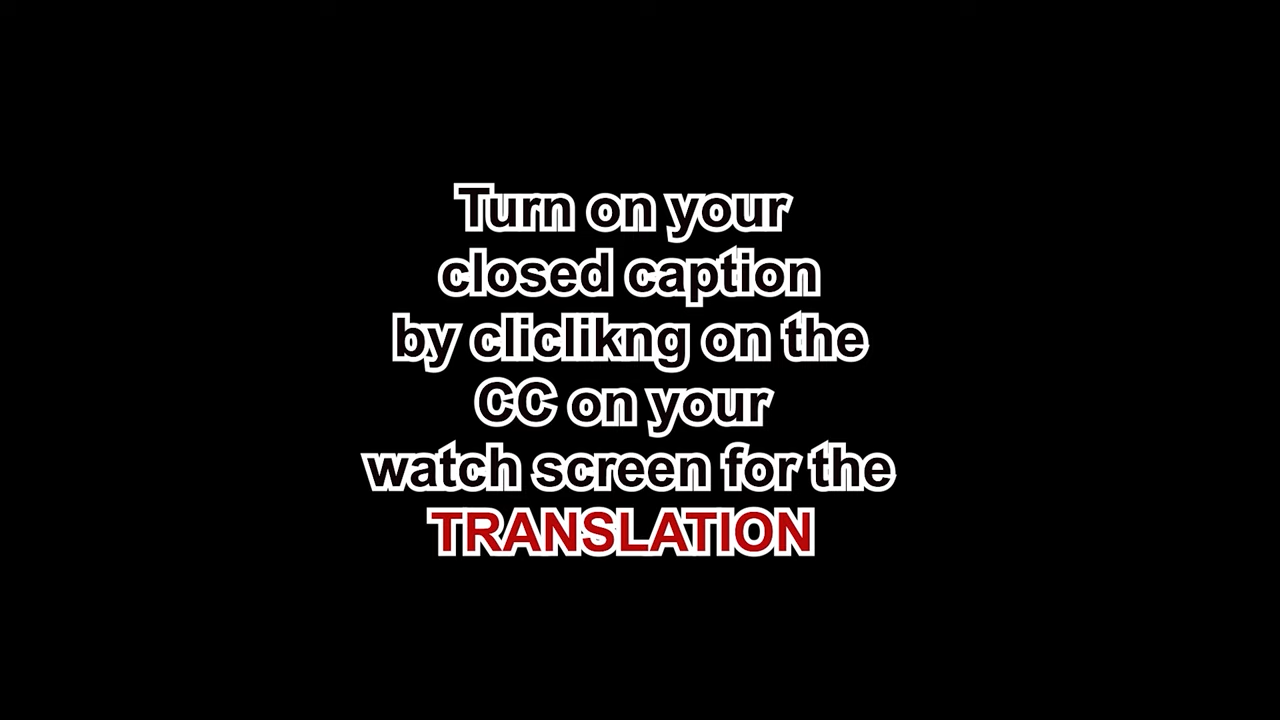 Turn on your
closed caption
by cliclikng on the
CC on your
watch screen for the
TRANSLATION